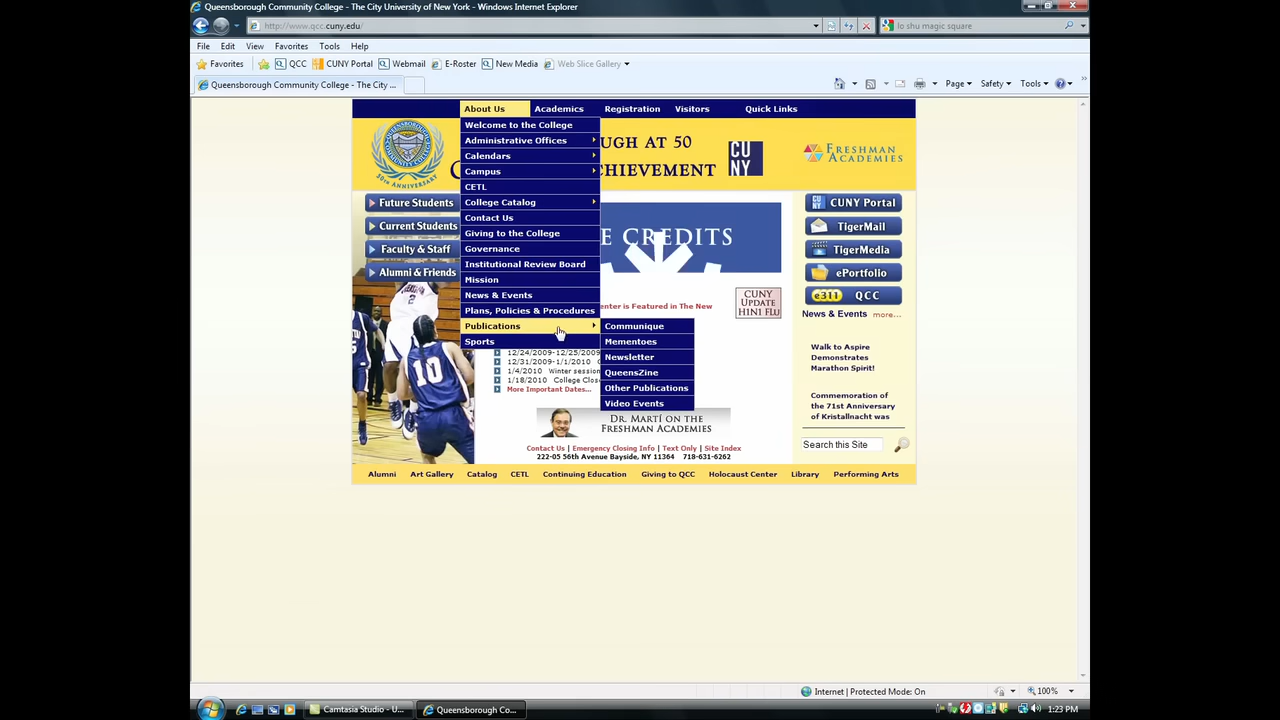 Queensborough Community College - The City University of New York - Windows Internet Explorer
http://www.qcc.cuny.edu/
lo shu magic square
File Edit View Favorites Tools Help
Favorites QCC CUNY Portal Webmail E-Roster New Media Web Slice Gallery
Queensborough Community College - The City ...
Page Safety Tools
About Us Academics Registration Visitors Quick Links
Welcome to the College
Administrative Offices
Calendars
Campus
CETL
College Catalog
Contact Us
Giving to the College
Governance
Institutional Review Board
Mission
News & Events
Plans, Policies & Procedures
Publications
Sports
Communique
Mementoes
Newsletter
QueensZine
Other Publications
Video Events
UGH AT 50
CHIEVEMENT
CU
NY
FRESHMAN
ACADEMIES
50TH ANNIVERSARY
Future Students
Current Students
Faculty & Staff
Alumni & Friends
E CREDITS
enter is Featured in The New
CUNY
UPDATE
H1N1 FLU
12/24/2009-12/25/2009
12/31/2009-1/1/2010
1/4/2010 Winter session
1/18/2010 College Clos
More Important Dates...
DR. MARTÍ ON THE
FRESHMAN ACADEMIES
Contact Us | Emergency Closing Info | Text Only | Site Index
222-05 56th Avenue Bayside, NY 11364 718-631-6262
CUNY Portal
TigerMail
TigerMedia
ePortfolio
e311 QCC
News & Events more...
Walk to Aspire
Demonstrates
Marathon Spirit!
Commemoration of
the 71st Anniversary
of Kristallnacht was
Search this Site
Alumni Art Gallery Catalog CETL Continuing Education Giving to QCC Holocaust Center Library Performing Arts
10
Internet | Protected Mode: On
100%
Camtasia Studio - U...
Queensborough Co...
1:23 PM